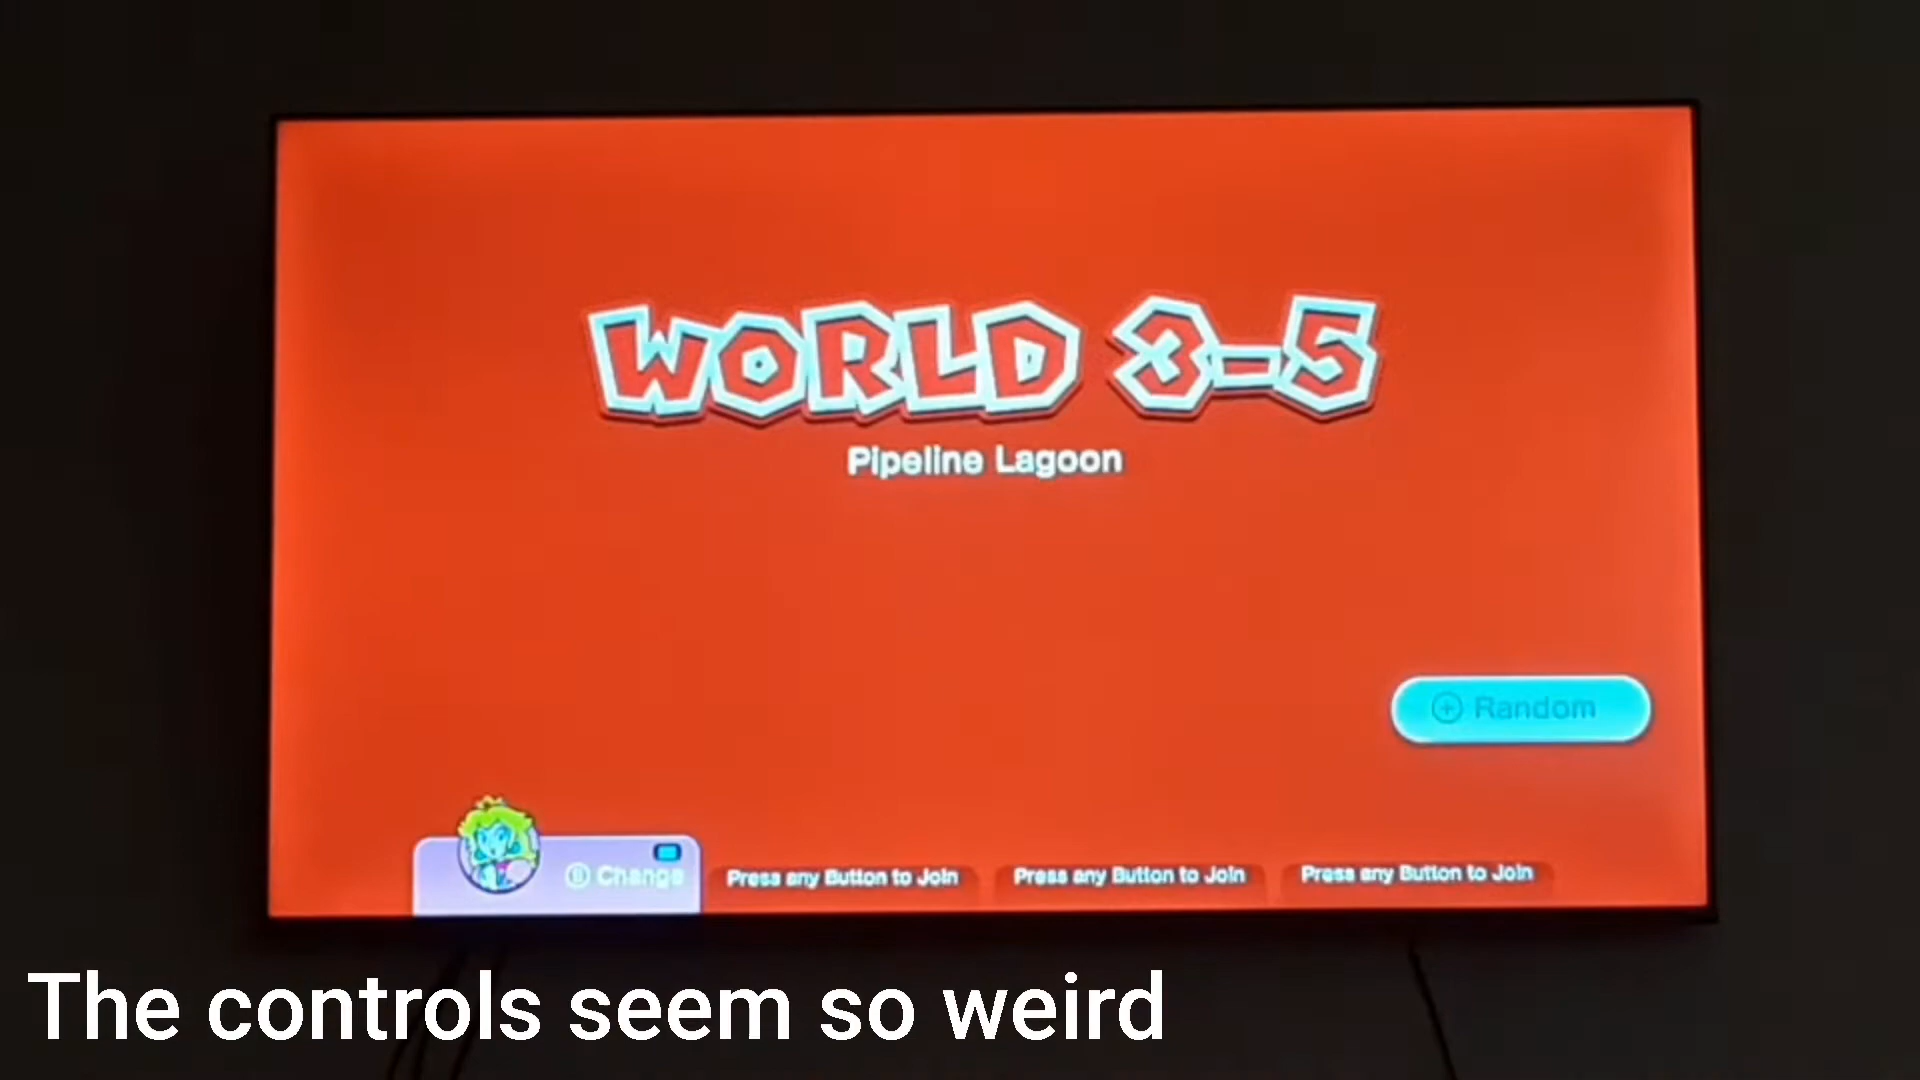 WORLD 3-5
Pipeline Lagoon
Random
Change
Press any Button to Join
Press any Button to Join
Press any Button to Join
The controls seem so weird